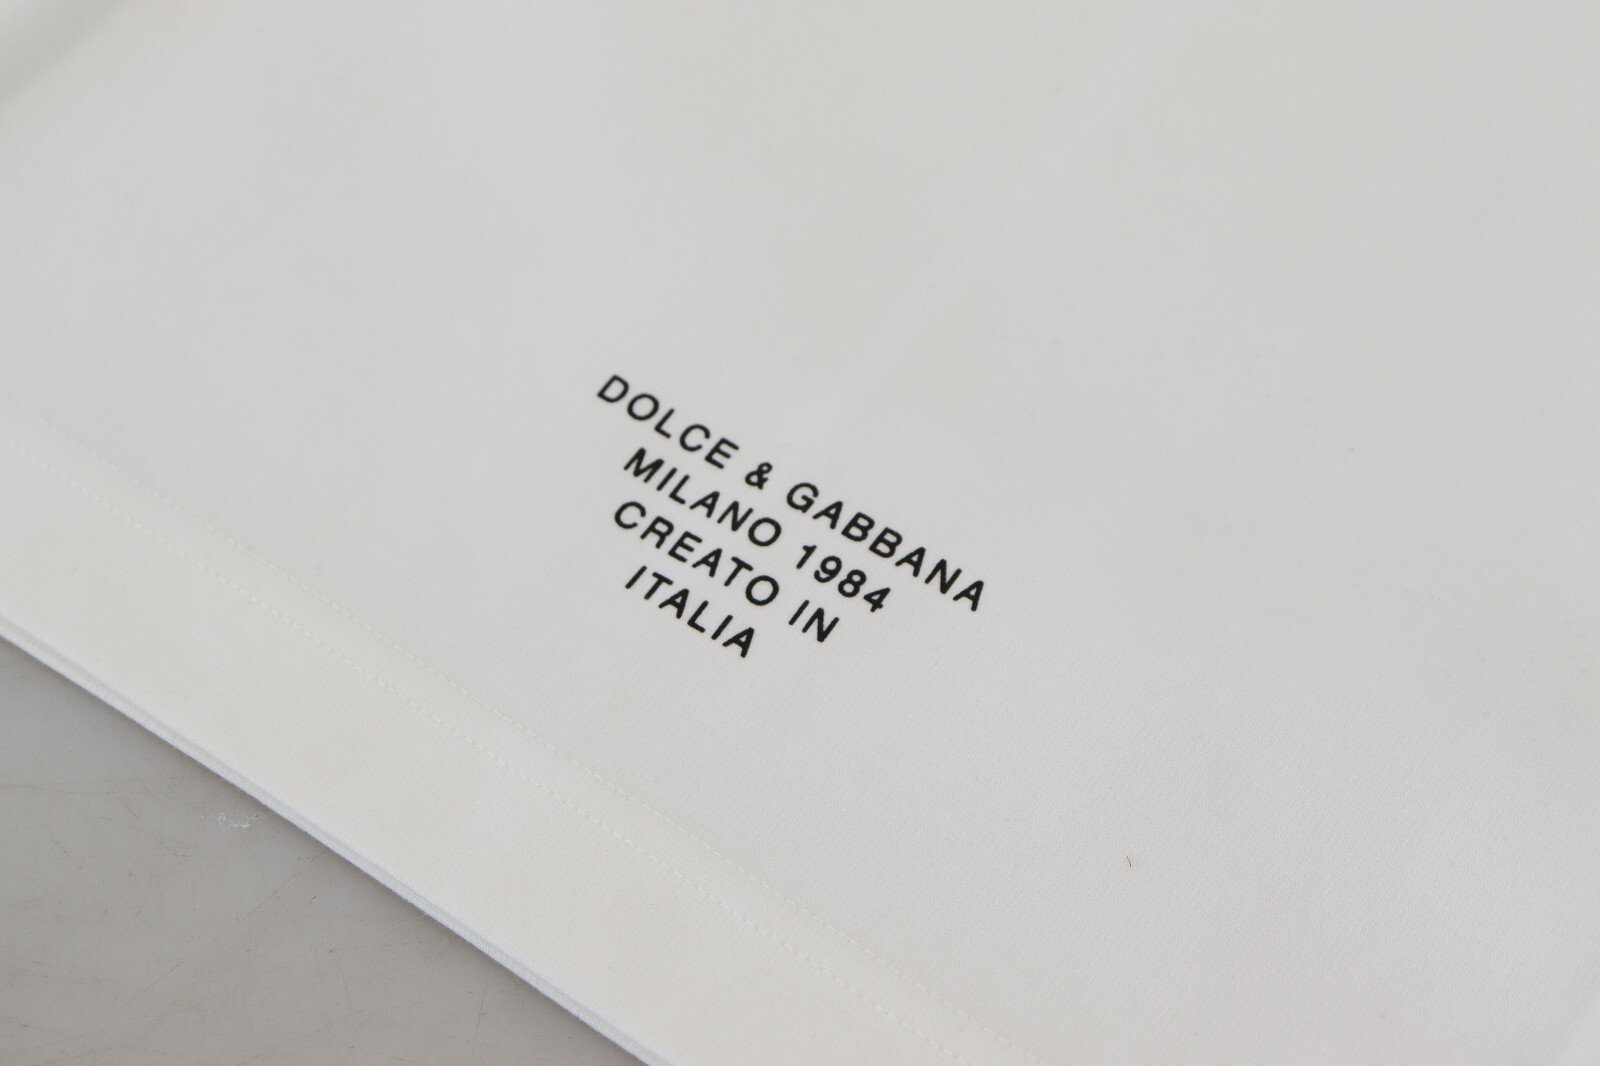 DOLCE & GABBANA
MILANO 1984
CREATO IN
ITALIA